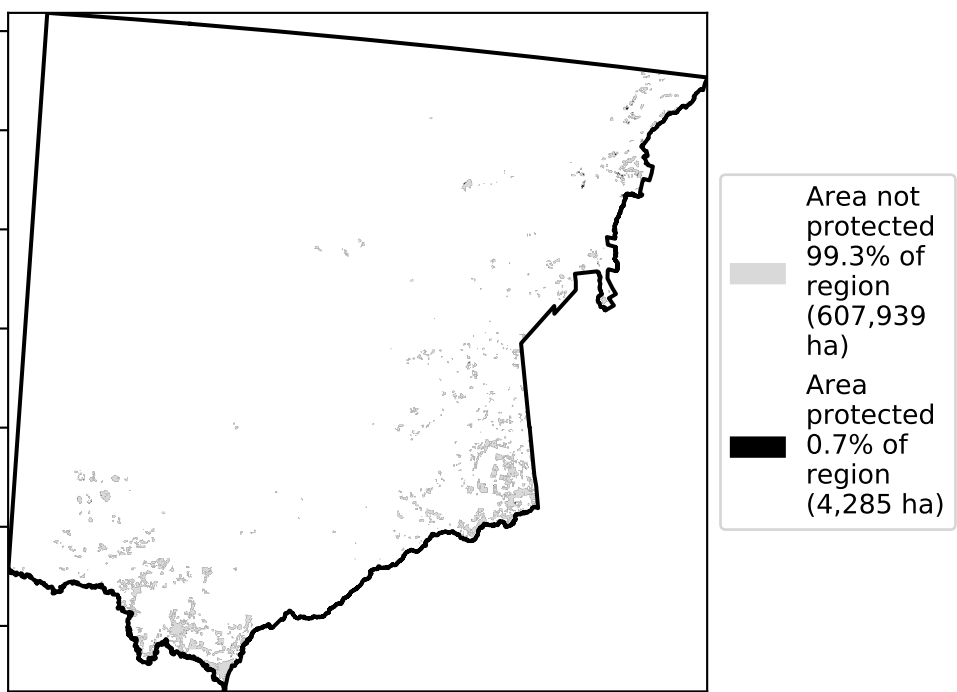 Area not
protected
99.3% of
region
(607,939
ha)
Area
protected
0.7% of
region
(4,285 ha)